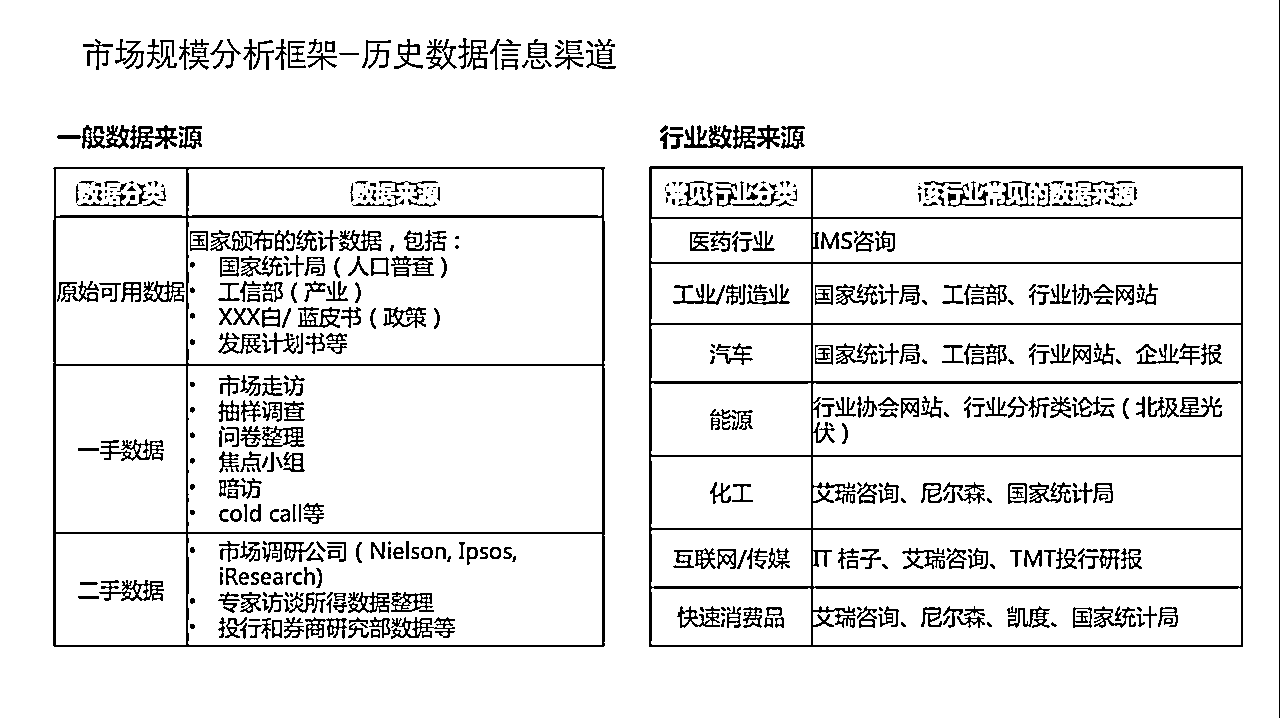 市场规模分析框架–历史数据信息渠道
一般数据来源
数据分类
数据来源
原始可用数据
国家颁布的统计数据，包括：
• 国家统计局（人口普查）
• 工信部（产业）
• XXX白/ 蓝皮书（政策）
• 发展计划书等
一手数据
• 市场走访
• 抽样调查
• 问卷整理
• 焦点小组
• 暗访
• cold call等
二手数据
• 市场调研公司（Nielson, Ipsos,
iResearch)
• 专家访谈所得数据整理
• 投行和券商研究部数据等
行业数据来源
常见行业分类
该行业常见的数据来源
医药行业
IMS咨询
工业/制造业
国家统计局、工信部、行业协会网站
汽车
国家统计局、工信部、行业网站、企业年报
能源
行业协会网站、行业分析类论坛（北极星光
伏）
化工
艾瑞咨询、尼尔森、国家统计局
互联网/传媒
IT 桔子、艾瑞咨询、TMT投行研报
快速消费品
艾瑞咨询、尼尔森、凯度、国家统计局